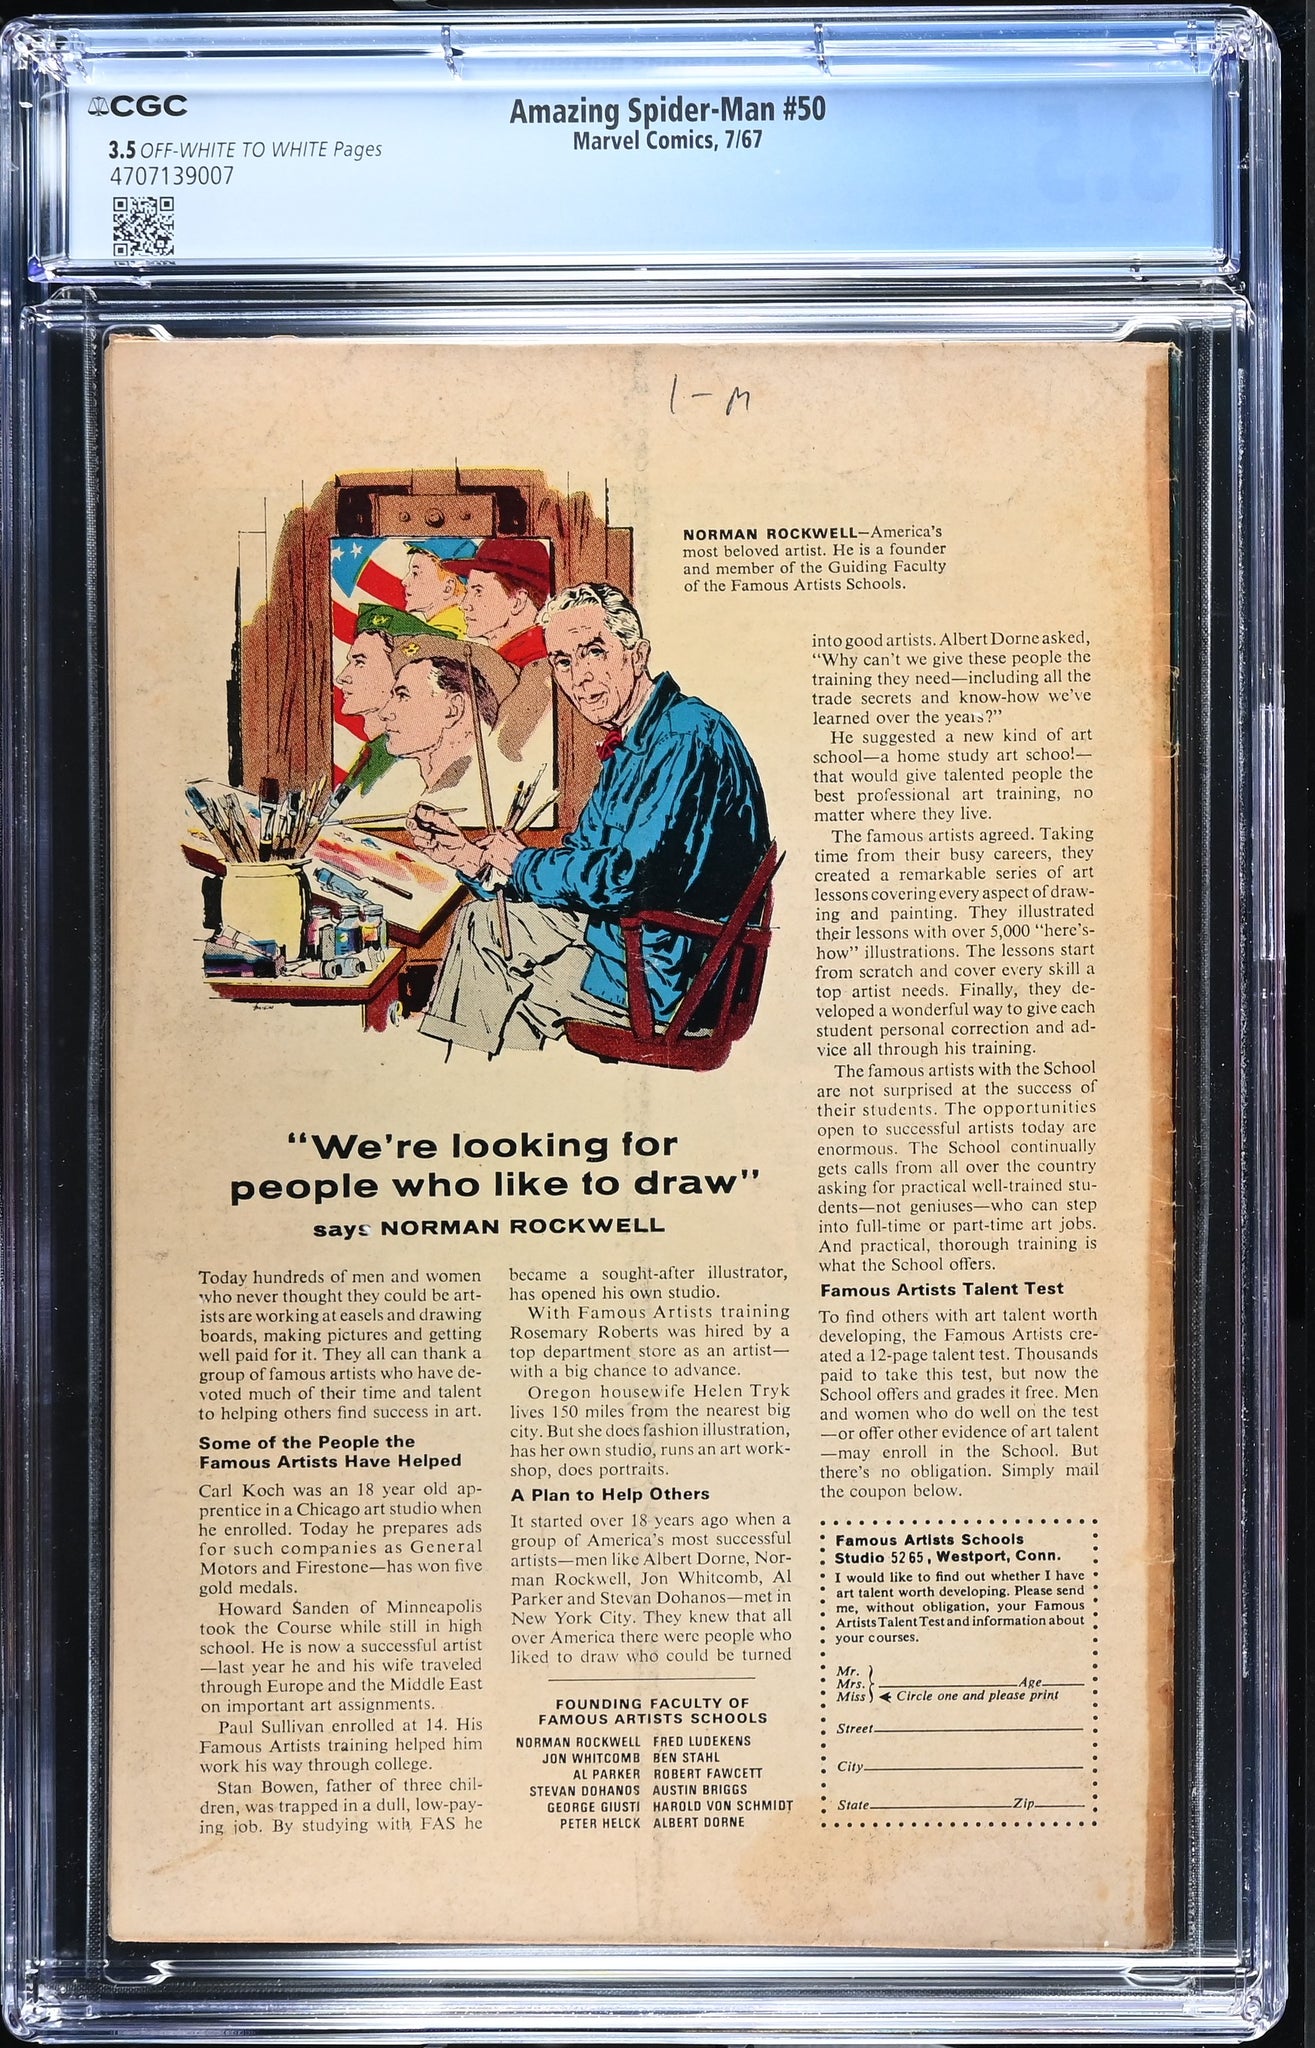 CGC
Amazing Spider-Man #50
Marvel Comics, 7/67
3.5 OFF-WHITE TO WHITE Pages
4707139007
1-M
NORMAN ROCKWELL—America's
most beloved artist. He is a founder
and member of the Guiding Faculty
of the Famous Artists Schools.
"We're looking for
people who like to draw"
says NORMAN ROCKWELL
Today hundreds of men and women
who never thought they could be art-
ists are working at easels and drawing
boards, making pictures and getting
well paid for it. They all can thank a
group of famous artists who have de-
voted much of their time and talent
to helping others find success in art.
Some of the People the
Famous Artists Have Helped
Carl Koch was an 18 year old ap-
prentice in a Chicago art studio when
he enrolled. Today he prepares ads
for such companies as General
Motors and Firestone—has won five
gold medals.
Howard Sanden of Minneapolis
took the Course while still in high
school. He is now a successful artist
—last year he and his wife traveled
through Europe and the Middle East
on important art assignments.
Paul Sullivan enrolled at 14. His
Famous Artists training helped him
work his way through college.
Stan Bowen, father of three chil-
dren, was trapped in a dull, low-pay-
ing job. By studying with FAS he
became a sought-after illustrator,
has opened his own studio.
With Famous Artists training
Rosemary Roberts was hired by a
top department store as an artist—
with a big chance to advance.
Oregon housewife Helen Tryk
lives 150 miles from the nearest big
city. But she does fashion illustration,
has her own studio, runs an art work-
shop, does portraits.
A Plan to Help Others
It started over 18 years ago when a
group of America's most successful
artists—men like Albert Dorne, Nor-
man Rockwell, Jon Whitcomb, Al
Parker and Stevan Dohanos—met in
New York City. They knew that all
over America there were people who
liked to draw who could be turned
FOUNDING FACULTY OF
FAMOUS ARTISTS SCHOOLS
NORMAN ROCKWELL FRED LUDEKENS
JON WHITCOMB BEN STAHL
AL PARKER ROBERT FAWCETT
STEVAN DOHANOS AUSTIN BRIGGS
GEORGE GIUSTI HAROLD VON SCHMIDT
PETER HELCK ALBERT DORNE
into good artists. Albert Dorne asked,
"Why can't we give these people the
training they need—including all the
trade secrets and know-how we've
learned over the years?"
He suggested a new kind of art
school—a home study art school—
that would give talented people the
best professional art training, no
matter where they live.
The famous artists agreed. Taking
time from their busy careers, they
created a remarkable series of art
lessons covering every aspect of draw-
ing and painting. They illustrated
their lessons with over 5,000 "here's-
how" illustrations. The lessons start
from scratch and cover every skill a
top artist needs. Finally, they de-
veloped a wonderful way to give each
student personal correction and ad-
vice all through his training.
The famous artists with the School
are not surprised at the success of
their students. The opportunities
open to successful artists today are
enormous. The School continually
gets calls from all over the country
asking for practical well-trained stu-
dents—not geniuses—who can step
into full-time or part-time art jobs.
And practical, thorough training is
what the School offers.
Famous Artists Talent Test
To find others with art talent worth
developing, the Famous Artists cre-
ated a 12-page talent test. Thousands
paid to take this test, but now the
School offers and grades it free. Men
and women who do well on the test
—or offer other evidence of art talent
—may enroll in the School. But
there's no obligation. Simply mail
the coupon below.
Famous Artists Schools
Studio 5265, Westport, Conn.
I would like to find out whether I have
art talent worth developing. Please send
me, without obligation, your Famous
Artists Talent Test and information about
your courses.
Mr.
Mrs. Age
Miss Circle one and please print
Street
City
State Zip